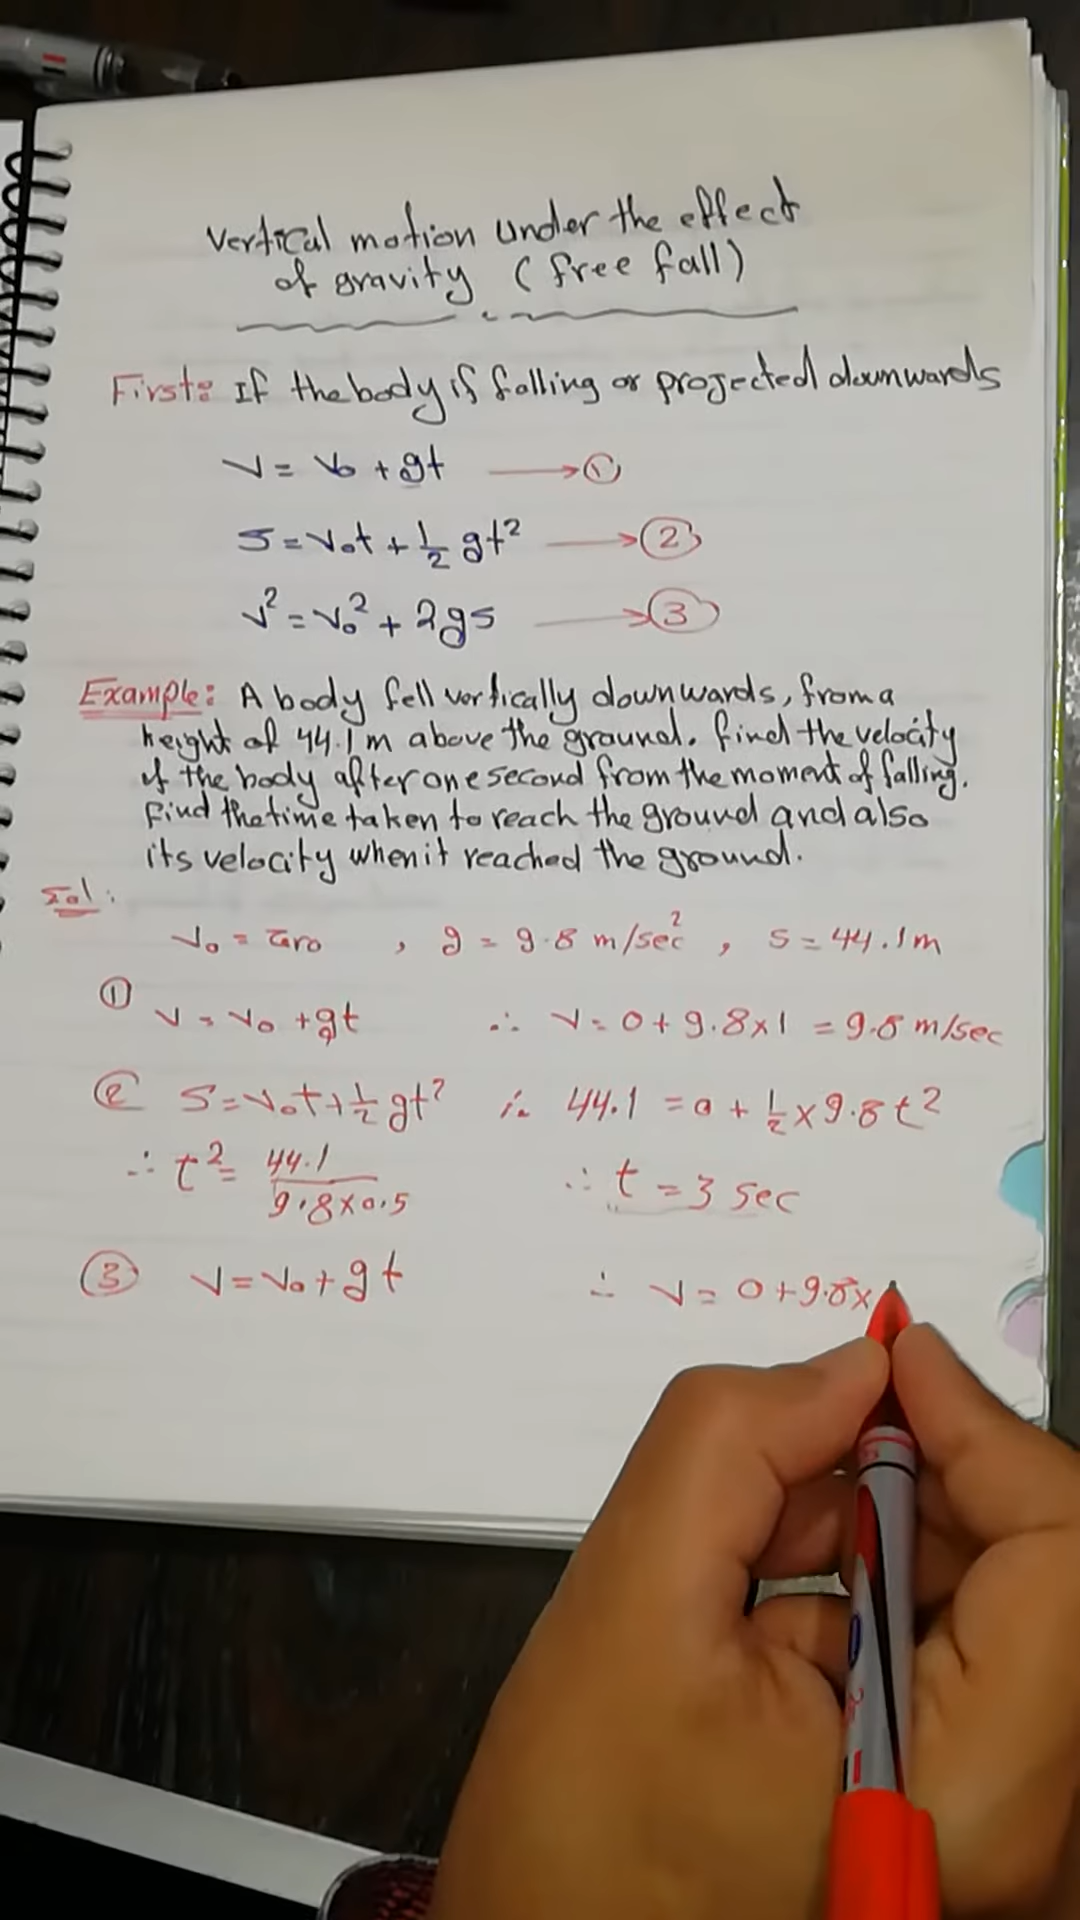 Vertical motion under the effect
of gravity (free fall)
First: If the body is falling or projected downwards
V = V₀ + gt ⟶ ①
S = V₀t + 1/2 gt² ⟶ ②
V² = V₀² + 2gs ⟶ ③
Example: A body fell vertically downwards, from a
height of 44.1 m above the ground. find the velocity
of the body after one second from the moment of falling.
Find the time taken to reach the ground and also
its velocity when it reached the ground.
Sol:
V₀ = Zero , g = 9.8 m/sec² , S = 44.1 m
① V = V₀ + gt ∴ V = 0 + 9.8 × 1 = 9.8 m/sec
② S = V₀t + 1/2 gt² ∴ 44.1 = 0 + 1/2 × 9.8 t²
∴ t² = 44.1 / 9.8 × 0.5 ∴ t = 3 sec
③ V = V₀ + gt ∴ V = 0 + 9.8 ×